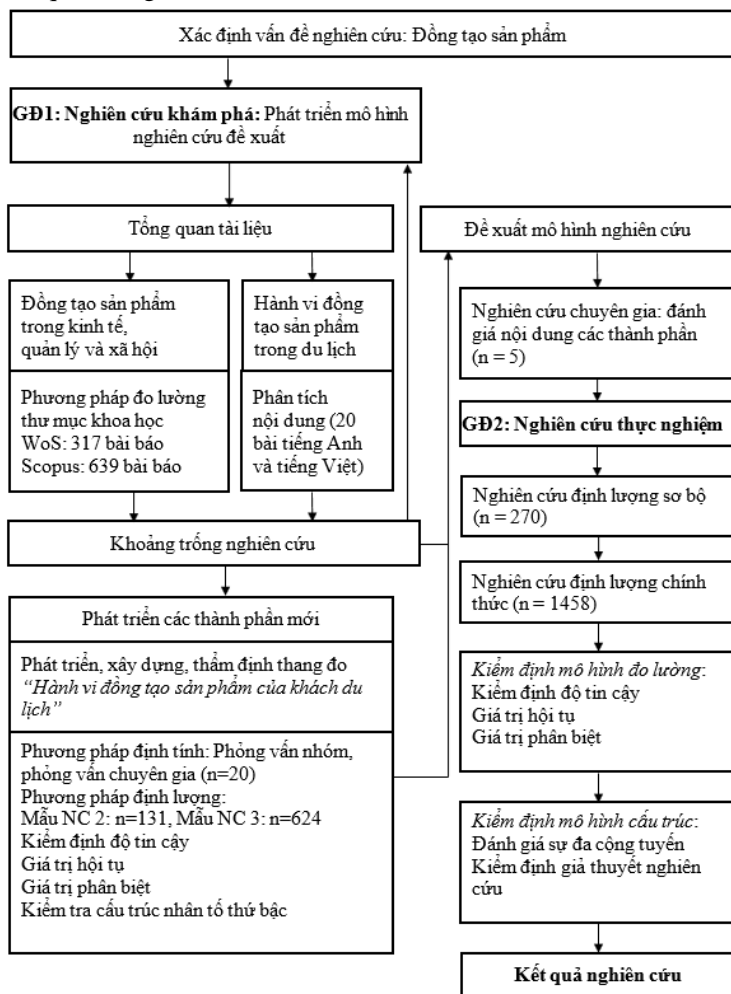 Xác định vấn đề nghiên cứu: Đồng tạo sản phẩm
GĐ1: Nghiên cứu khám phá: Phát triển mô hình
nghiên cứu đề xuất
Tổng quan tài liệu
Đồng tạo sản phẩm
trong kinh tế,
quản lý và xã hội
Hành vi đồng
tạo sản phẩm
trong du lịch
Phương pháp đo lường
thư mục khoa học
WoS: 317 bài báo
Scopus: 639 bài báo
Phân tích
nội dung (20
bài tiếng Anh
và tiếng Việt)
Khoảng trống nghiên cứu
Phát triển các thành phần mới
Phát triển, xây dựng, thẩm định thang đo
“Hành vi đồng tạo sản phẩm của khách du
lịch”
Phương pháp định tính: Phỏng vấn nhóm,
phỏng vấn chuyên gia (n=20)
Phương pháp định lượng:
Mẫu NC 2: n=131, Mẫu NC 3: n=624
Kiểm định độ tin cậy
Giá trị hội tụ
Giá trị phân biệt
Kiểm tra cấu trúc nhân tố thứ bậc
Đề xuất mô hình nghiên cứu
Nghiên cứu chuyên gia: đánh
giá nội dung các thành phần
(n = 5)
GĐ2: Nghiên cứu thực nghiệm
Nghiên cứu định lượng sơ bộ
(n = 270)
Nghiên cứu định lượng chính
thức (n = 1458)
Kiểm định mô hình đo lường:
Kiểm định độ tin cậy
Giá trị hội tụ
Giá trị phân biệt
Kiểm định mô hình cấu trúc:
Đánh giá sự đa cộng tuyến
Kiểm định giả thuyết nghiên
cứu
Kết quả nghiên cứu